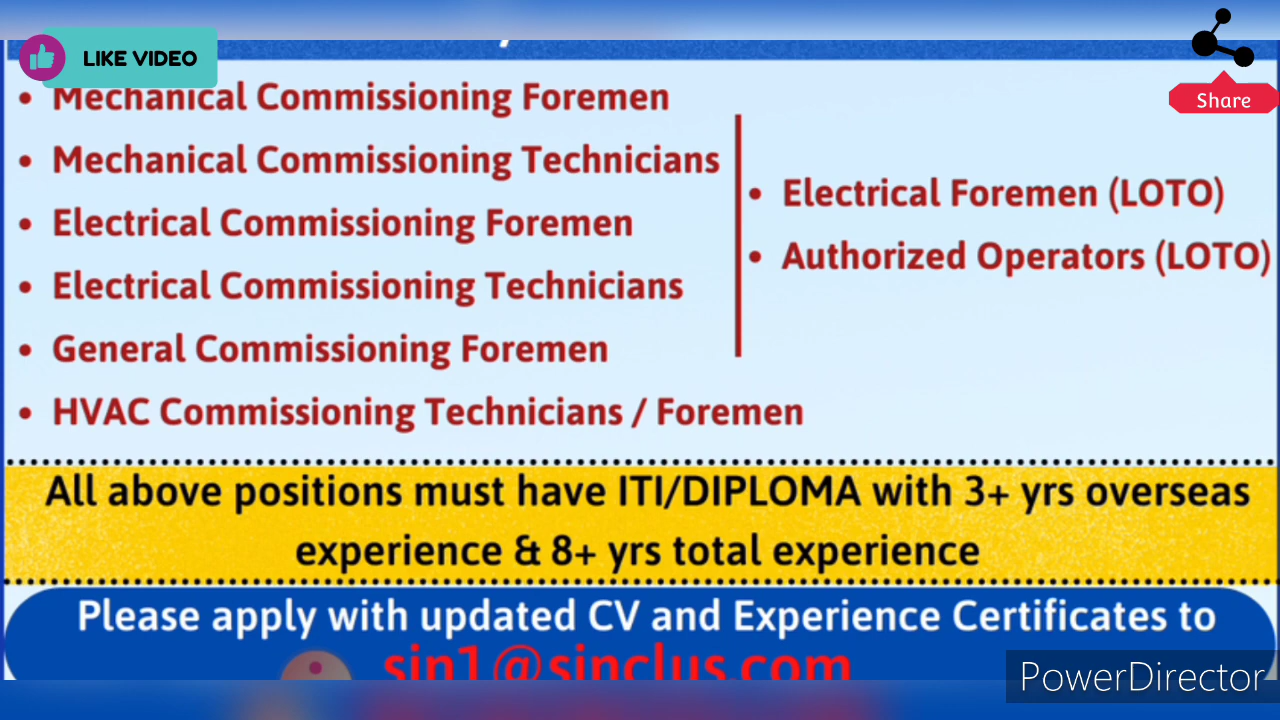 LIKE VIDEO
Share
• Mechanical Commissioning Foremen
• Mechanical Commissioning Technicians
• Electrical Commissioning Foremen
• Electrical Commissioning Technicians
• General Commissioning Foremen
• HVAC Commissioning Technicians / Foremen
• Electrical Foremen (LOTO)
• Authorized Operators (LOTO)
All above positions must have ITI/DIPLOMA with 3+ yrs overseas
experience & 8+ yrs total experience
Please apply with updated CV and Experience Certificates to
sin1@sinclus.com
PowerDirector